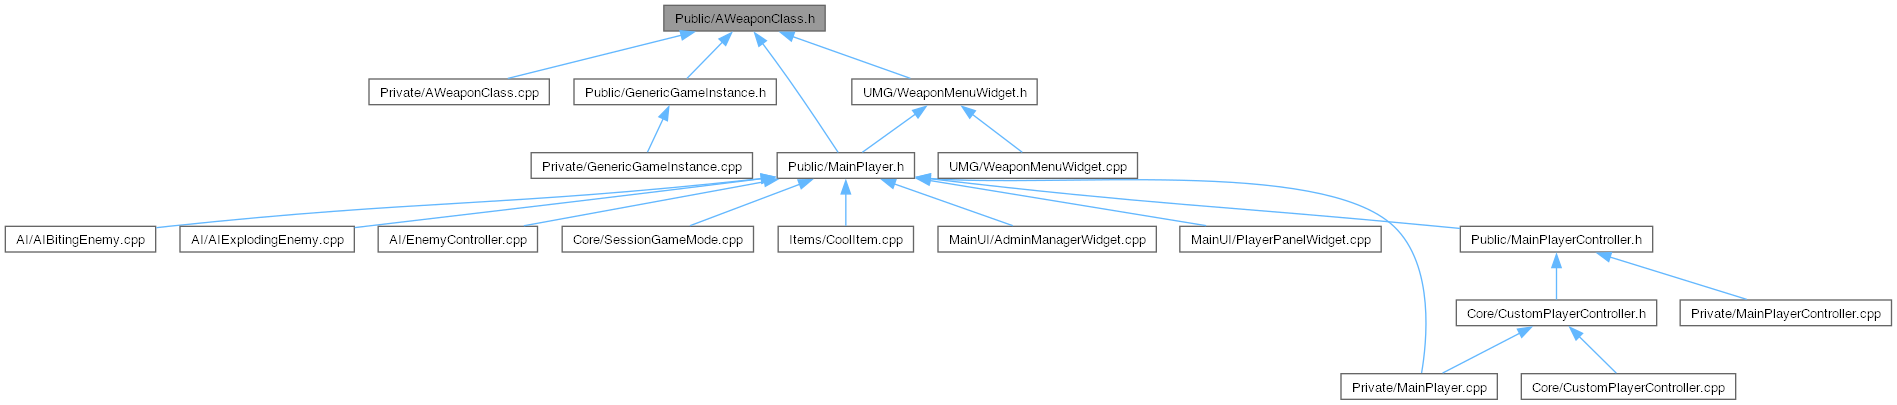 Public/AWeaponClass.h
Private/AWeaponClass.cpp
Public/GenericGameInstance.h
UMG/WeaponMenuWidget.h
Private/GenericGameInstance.cpp
Public/MainPlayer.h
UMG/WeaponMenuWidget.cpp
AI/AIBitingEnemy.cpp
AI/AIExplodingEnemy.cpp
AI/EnemyController.cpp
Core/SessionGameMode.cpp
Items/CoolItem.cpp
MainUI/AdminManagerWidget.cpp
MainUI/PlayerPanelWidget.cpp
Public/MainPlayerController.h
Core/CustomPlayerController.h
Private/MainPlayerController.cpp
Private/MainPlayer.cpp
Core/CustomPlayerController.cpp